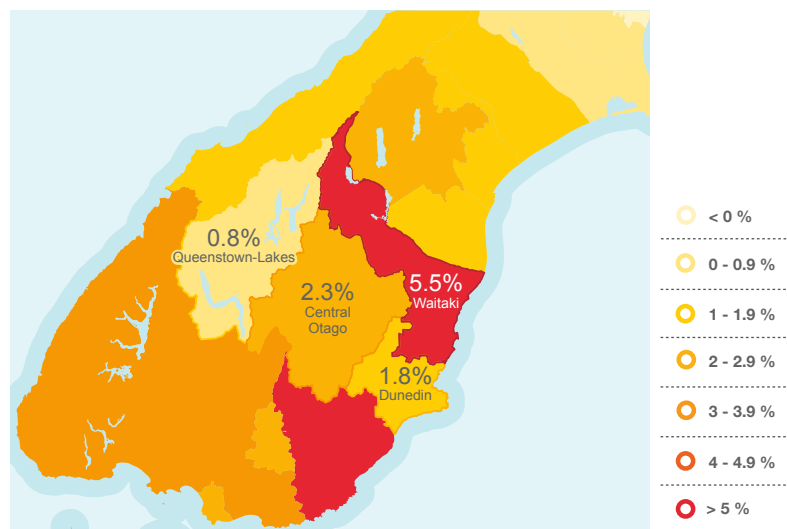 0.8%
Queenstown-Lakes
2.3%
Central
Otago
5.5%
Waitaki
1.8%
Dunedin
< 0 %
0 - 0.9 %
1 - 1.9 %
2 - 2.9 %
3 - 3.9 %
4 - 4.9 %
> 5 %